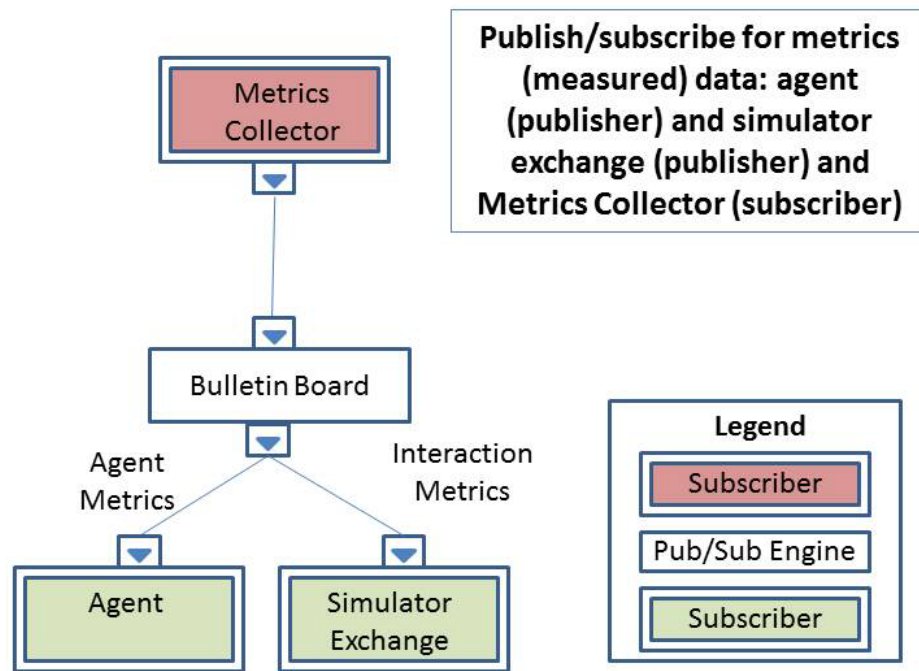 Publish/subscribe for metrics
(measured) data: agent
(publisher) and simulator
exchange (publisher) and
Metrics Collector (subscriber)
Metrics
Collector
Bulletin Board
Agent
Metrics
Interaction
Metrics
Agent
Simulator
Exchange
Legend
Subscriber
Pub/Sub Engine
Subscriber